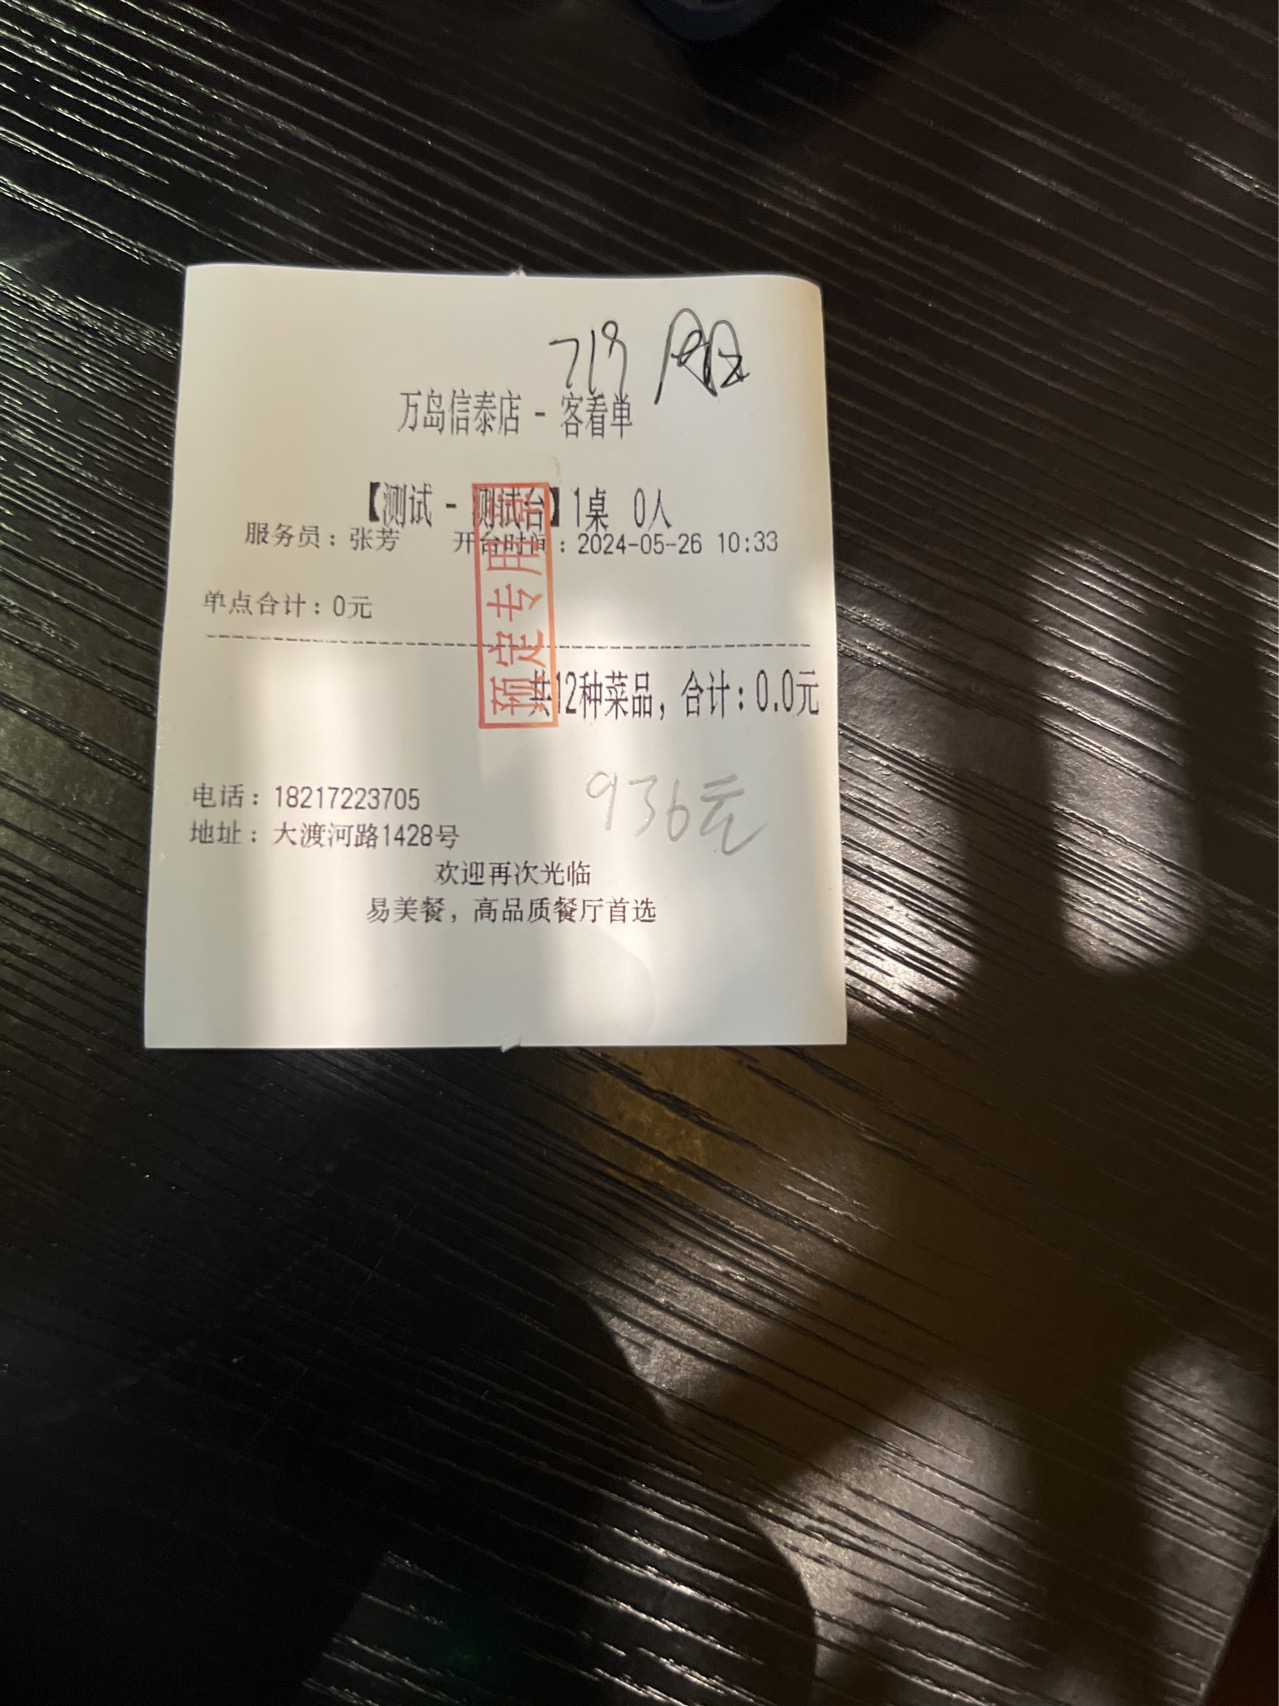 719
万岛信泰店 - 客看单
【测试 - 测试台】1桌 0人
服务员：张芳 开台时间：2024-05-26 10:33
单点合计：0元
预定专用章
共12种菜品，合计：0.0元
936元
电话：18217223705
地址：大渡河路1428号
欢迎再次光临
易美餐，高品质餐厅首选